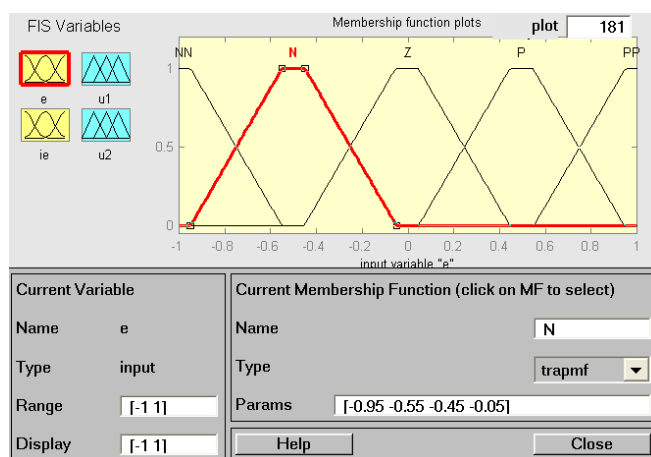 FIS Variables
Membership function plots
plot 181
NN N Z P PP
e u1
ie u2
1
0.5
0
-1 -0.8 -0.6 -0.4 -0.2 0 0.2 0.4 0.6 0.8 1
input variable "e"
Current Variable
Current Membership Function (click on MF to select)
Name e
Name N
Type input
Type trapmf
Range [-1 1]
Params [-0.95 -0.55 -0.45 -0.05]
Display [-1 1]
Help Close